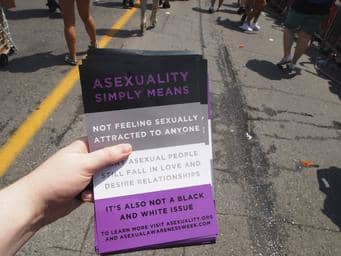 ASEXUALITY
SIMPLY MEANS
NOT FEELING SEXUALLY
ATTRACTED TO ANYONE
ASEXUAL PEOPLE
STILL FALL IN LOVE AND
DESIRE RELATIONSHIPS
IT'S ALSO NOT A BLACK
AND WHITE ISSUE
TO LEARN MORE VISIT ASEXUALITY.ORG
AND ASEXUALAWARENESSWEEK.COM